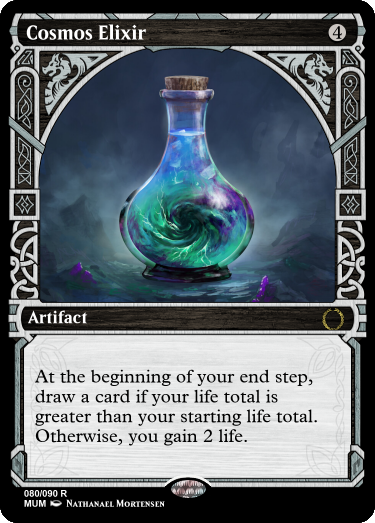 Cosmos Elixir 4
Artifact
At the beginning of your end step,
draw a card if your life total is
greater than your starting life total.
Otherwise, you gain 2 life.
080/090 R
MUM Nathanael Mortensen